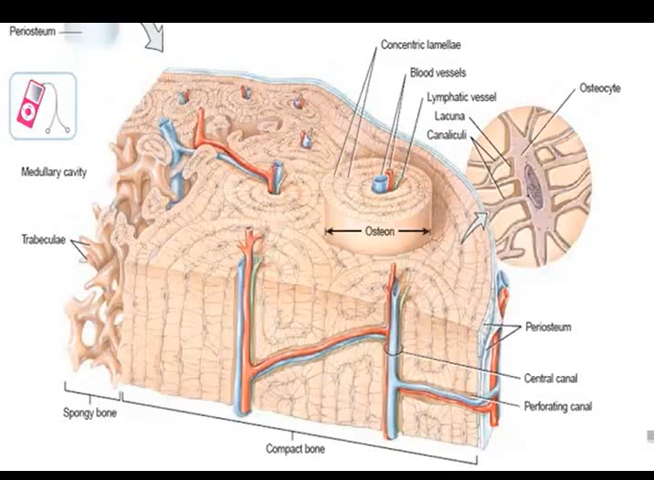 Periosteum
Concentric lamellae
Blood vessels
Lymphatic vessel
Osteocyte
Lacuna
Canaliculi
Medullary cavity
Trabeculae
Osteon
Periosteum
Central canal
Perforating canal
Spongy bone
Compact bone